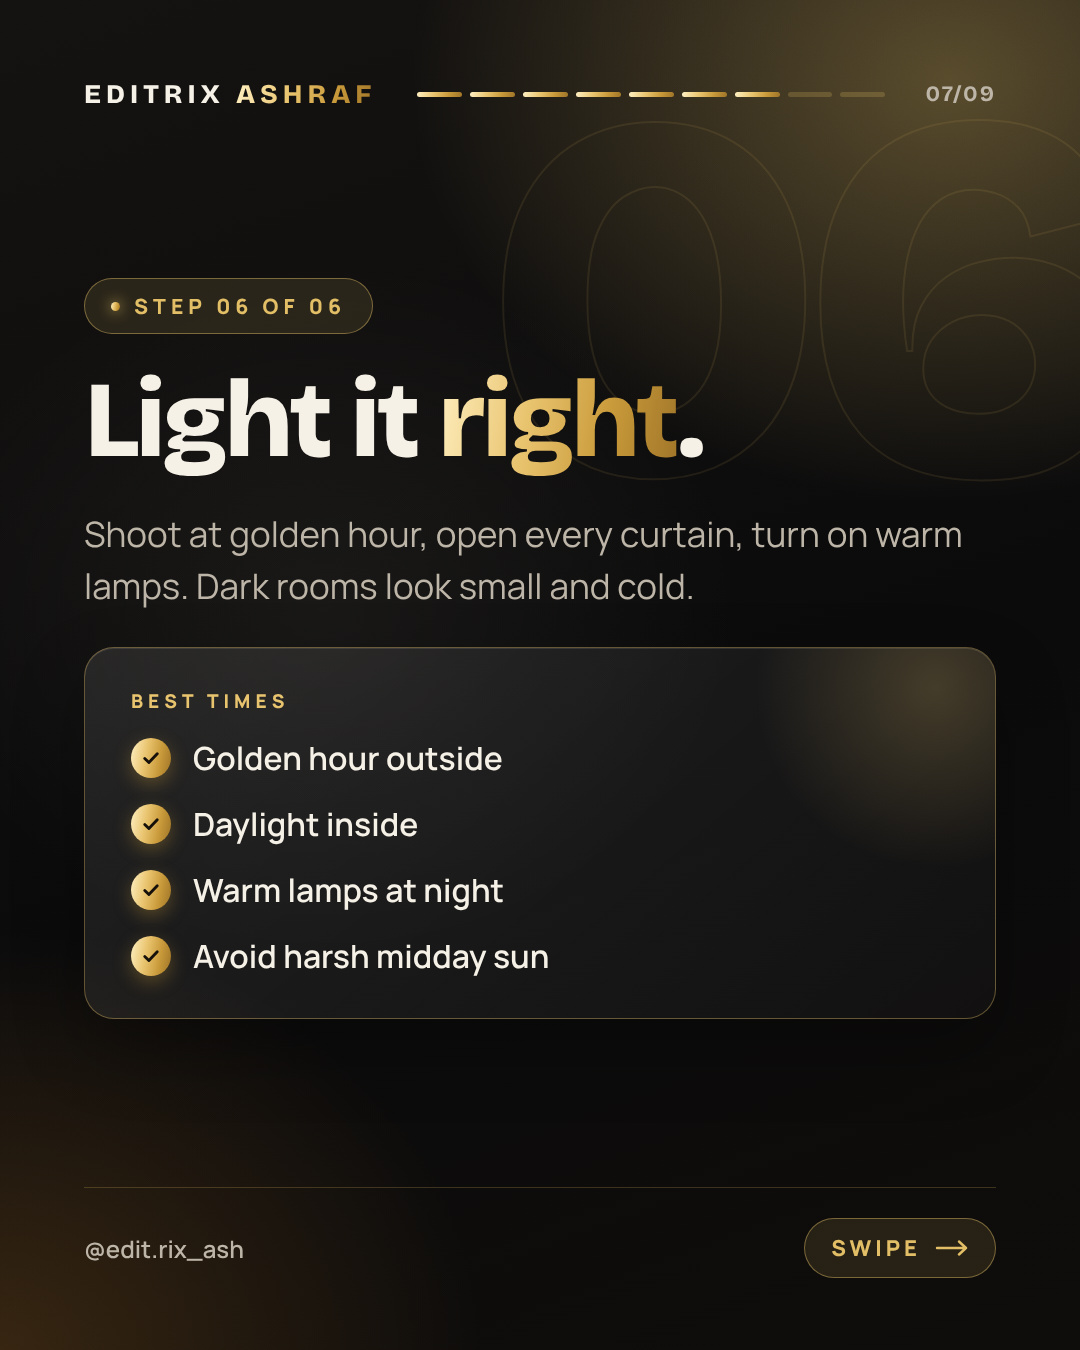 EDITRIX ASHRAF
07/09
06
STEP 06 OF 06
Light it right.
Shoot at golden hour, open every curtain, turn on warm
lamps. Dark rooms look small and cold.
BEST TIMES
Golden hour outside
Daylight inside
Warm lamps at night
Avoid harsh midday sun
@edit.rix_ash
SWIPE →